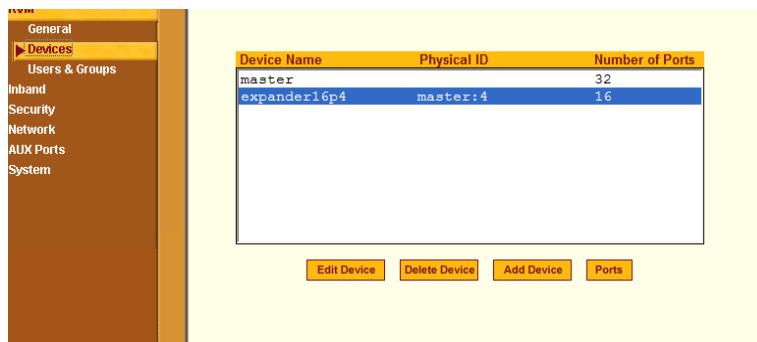 KVM
General
Devices
Users & Groups
Inband
Security
Network
AUX Ports
System
Device Name Physical ID Number of Ports
master 32
expander16p4 master:4 16
Edit Device Delete Device Add Device Ports